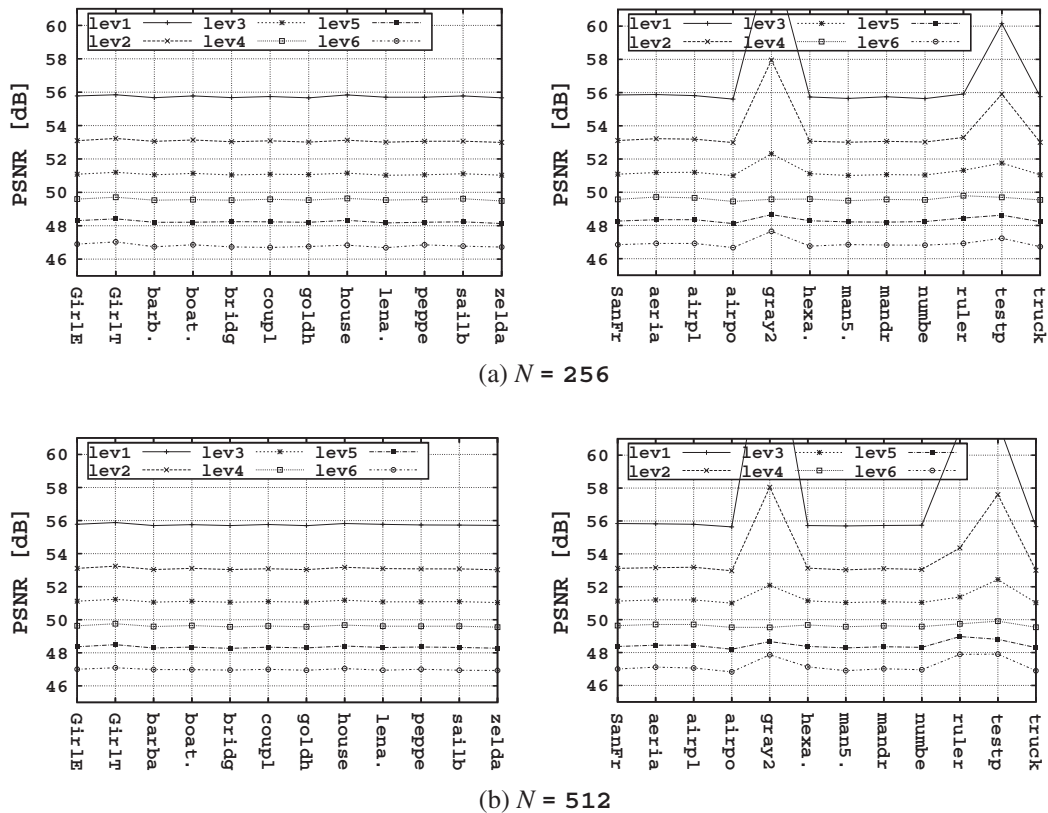 60
58
56
54
52
50
48
46
PSNR [dB]
lev1 lev3 lev5
lev2 lev4 lev6
GirlE
GirlT
barb.
boat.
bridg
coupl
goldh
house
lena.
peppe
sailb
zelda
60
58
56
54
52
50
48
46
PSNR [dB]
lev1 lev3 lev5
lev2 lev4 lev6
SanFr
aeria
airpl
airpo
gray2
hexa.
man5.
mandr
numbe
ruler
testp
truck
(a) N = 256
60
58
56
54
52
50
48
46
PSNR [dB]
lev1 lev3 lev5
lev2 lev4 lev6
GirlE
GirlT
barba
boat.
bridg
coupl
goldh
house
lena.
peppe
sailb
zelda
60
58
56
54
52
50
48
46
PSNR [dB]
lev1 lev3 lev5
lev2 lev4 lev6
SanFr
aeria
airpl
airpo
gray2
hexa.
man5.
mandr
numbe
ruler
testp
truck
(b) N = 512